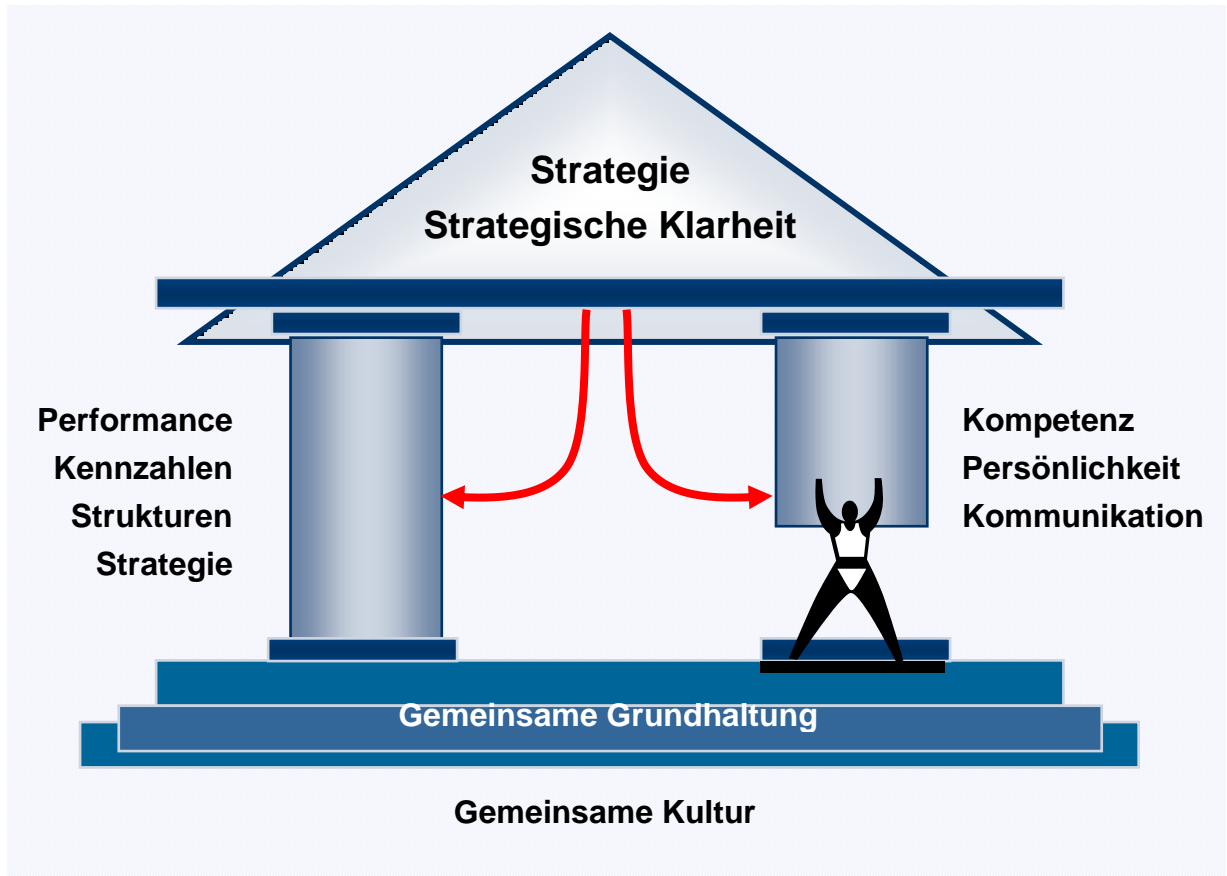 Strategie
Strategische Klarheit
Performance
Kennzahlen
Strukturen
Strategie
Kompetenz
Persönlichkeit
Kommunikation
Gemeinsame Grundhaltung
Gemeinsame Kultur